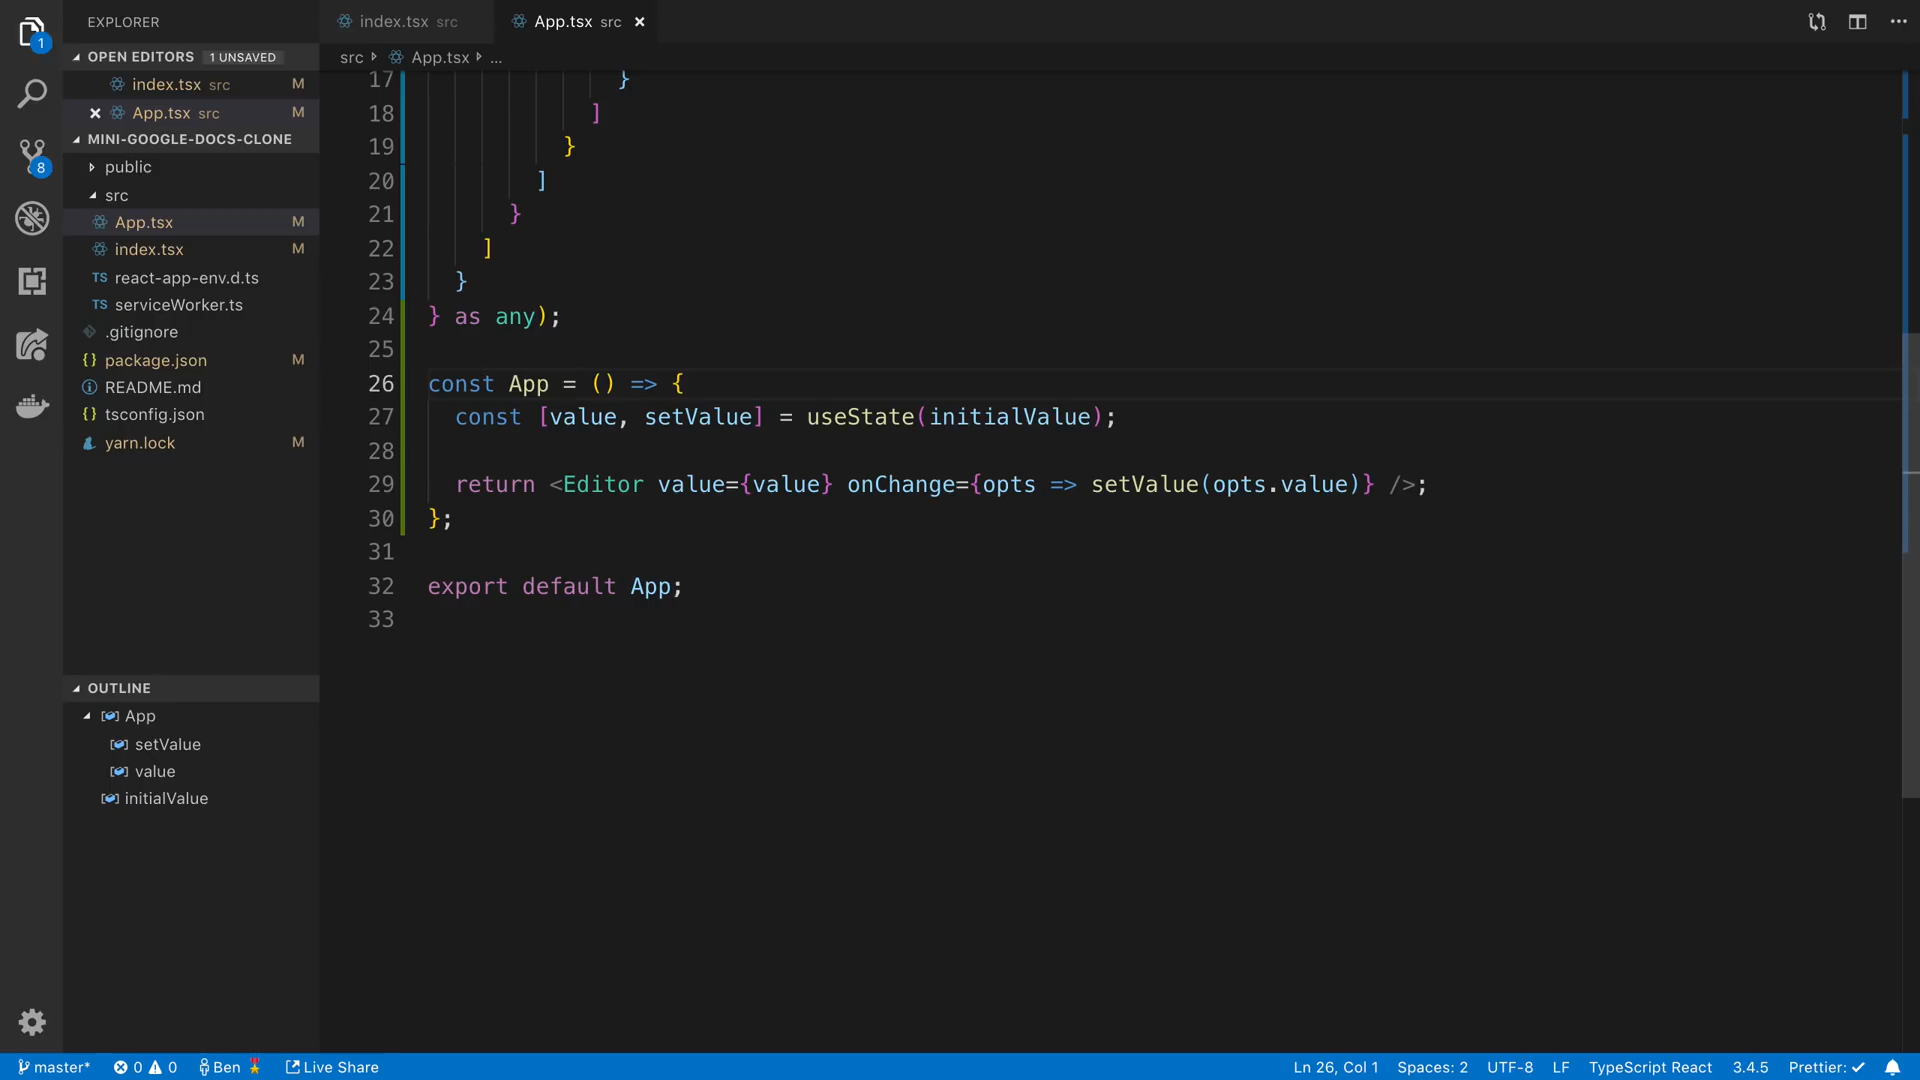 EXPLORER
OPEN EDITORS 1 UNSAVED
index.tsx src M
App.tsx src M
MINI-GOOGLE-DOCS-CLONE
public
src
App.tsx M
index.tsx M
TS react-app-env.d.ts
TS serviceWorker.ts
.gitignore
{} package.json M
README.md
{} tsconfig.json
yarn.lock M
OUTLINE
App
setValue
value
initialValue
1
8
index.tsx src
App.tsx src
src App.tsx ...
17 }
18 ]
19 }
20 ]
21 }
22 ]
23 }
24 } as any);
25
26 const App = () => {
27 const [value, setValue] = useState(initialValue);
28
29 return <Editor value={value} onChange={opts => setValue(opts.value)} />;
30 };
31
32 export default App;
33
master* 0 0 Ben Live Share Ln 26, Col 1 Spaces: 2 UTF-8 LF TypeScript React 3.4.5 Prettier: ✓